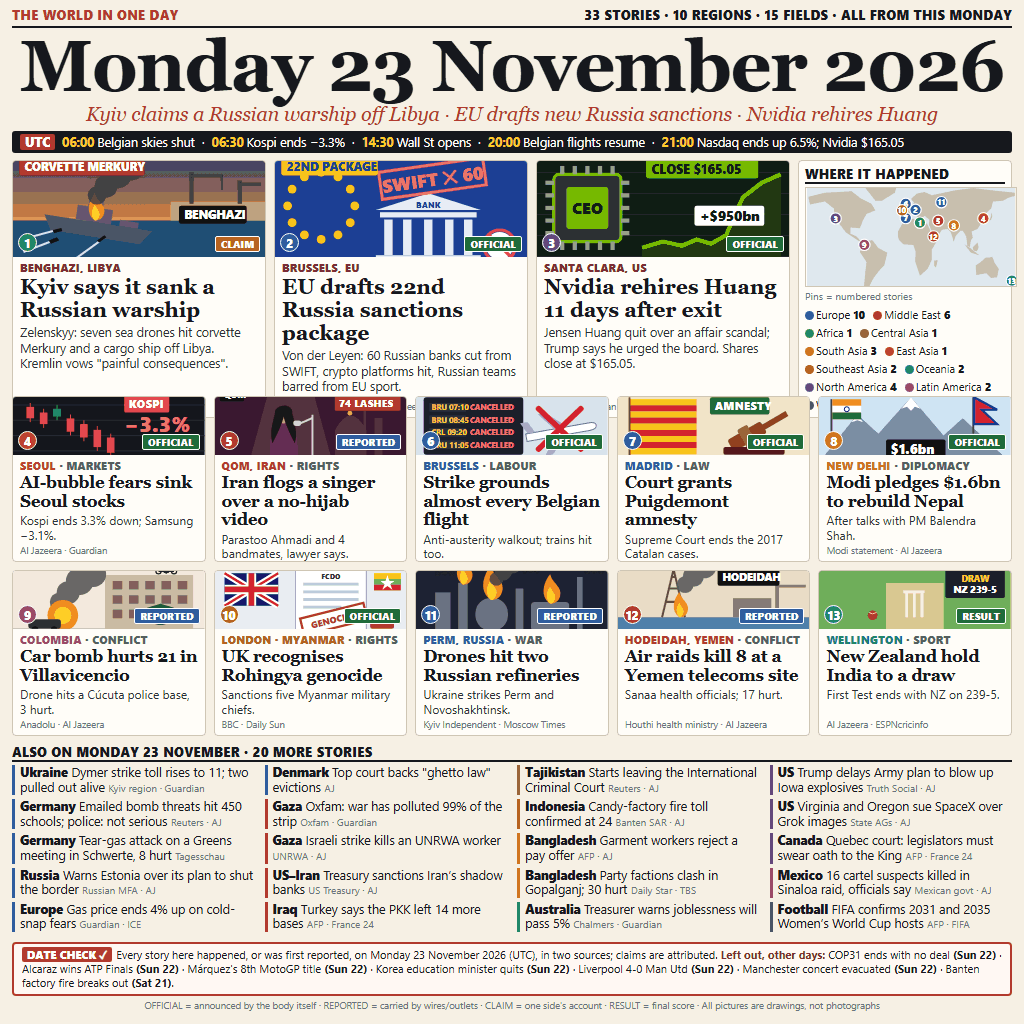 THE WORLD IN ONE DAY
33 STORIES · 10 REGIONS · 15 FIELDS · ALL FROM THIS MONDAY
Monday 23 November 2026
Kyiv claims a Russian warship off Libya · EU drafts new Russia sanctions · Nvidia rehires Huang
UTC 06:00 Belgian skies shut · 06:30 Kospi ends −3.3% · 14:30 Wall St opens · 20:00 Belgian flights resume · 21:00 Nasdaq ends up 6.5%; Nvidia $165.05
CORVETTE MERKURY
BENGHAZI
1
CLAIM
BENGHAZI, LIBYA
Kyiv says it sank a
Russian warship
Zelenskyy: seven sea drones hit corvette
Merkury and a cargo ship off Libya.
Kremlin vows "painful consequences".
22ND PACKAGE
SWIFT ✕ 60
BANK
2
OFFICIAL
BRUSSELS, EU
EU drafts 22nd
Russia sanctions
package
Von der Leyen: 60 Russian banks cut from
SWIFT, crypto platforms hit, Russian teams
barred from EU sport.
CLOSE $165.05
CEO
+$950bn
3
OFFICIAL
SANTA CLARA, US
Nvidia rehires Huang
11 days after exit
Jensen Huang quit over an affair scandal;
Trump says he urged the board. Shares
close at $165.05.
WHERE IT HAPPENED
3
9
11
2
7
1
5
8
4
12
13
Pins = numbered stories
Europe 10 Middle East 6
Africa 1 Central Asia 1
South Asia 3 East Asia 1
Southeast Asia 2 Oceania 2
North America 4 Latin America 2
KOSPI
−3.3%
4
OFFICIAL
SEOUL · MARKETS
AI-bubble fears sink
Seoul stocks
Kospi ends 3.3% down; Samsung
−3.1%.
Al Jazeera · Guardian
74 LASHES
5
REPORTED
QOM, IRAN · RIGHTS
Iran flogs a singer
over a no-hijab
video
Parastoo Ahmadi and 4
bandmates, lawyer says.
BRU 07:10 CANCELLED
BRU 08:45 CANCELLED
CRL 09:20 CANCELLED
BRU 11:05 CANCELLED
6
OFFICIAL
BRUSSELS · LABOUR
Strike grounds
almost every Belgian
flight
Anti-austerity walkout; trains hit
too.
AMNESTY
7
OFFICIAL
MADRID · LAW
Court grants
Puigdemont
amnesty
Supreme Court ends the 2017
Catalan cases.
$1.6bn
8
OFFICIAL
NEW DELHI · DIPLOMACY
Modi pledges $1.6bn
to rebuild Nepal
After talks with PM Balendra
Shah.
Modi statement · Al Jazeera
9
REPORTED
COLOMBIA · CONFLICT
Car bomb hurts 21 in
Villavicencio
Drone hits a Cúcuta police base,
3 hurt.
Anadolu · Al Jazeera
FCDO
GENOCI
10
OFFICIAL
LONDON · MYANMAR · RIGHTS
UK recognises
Rohingya genocide
Sanctions five Myanmar military
chiefs.
BBC · Daily Sun
11
REPORTED
PERM, RUSSIA · WAR
Drones hit two
Russian refineries
Ukraine strikes Perm and
Novoshakhtinsk.
Kyiv Independent · Moscow Times
HODEIDAH
12
REPORTED
HODEIDAH, YEMEN · CONFLICT
Air raids kill 8 at a
Yemen telecoms site
Sanaa health officials; 17 hurt.
Houthi health ministry · Al Jazeera
DRAW
NZ 239-5
13
RESULT
WELLINGTON · SPORT
New Zealand hold
India to a draw
First Test ends with NZ on 239-5.
Al Jazeera · ESPNcricinfo
ALSO ON MONDAY 23 NOVEMBER · 20 MORE STORIES
Ukraine Dymer strike toll rises to 11; two
pulled out alive Kyiv region · Guardian
Germany Emailed bomb threats hit 450
schools; police: not serious Reuters · AJ
Germany Tear-gas attack on a Greens
meeting in Schwerte, 8 hurt Tagesschau
Russia Warns Estonia over its plan to shut
the border Russian MFA · AJ
Europe Gas price ends 4% up on cold-
snap fears Guardian · ICE
Denmark Top court backs "ghetto law"
evictions AJ
Gaza Oxfam: war has polluted 99% of the
strip Oxfam · Guardian
Gaza Israeli strike kills an UNRWA worker
UNRWA · AJ
US–Iran Treasury sanctions Iran's shadow
banks US Treasury · AJ
Iraq Turkey says the PKK left 14 more
bases AFP · France 24
Tajikistan Starts leaving the International
Criminal Court Reuters · AJ
Indonesia Candy-factory fire toll
confirmed at 24 Banten SAR · AJ
Bangladesh Garment workers reject a
pay offer AFP · AJ
Bangladesh Party factions clash in
Gopalganj; 30 hurt Daily Star · TBS
Australia Treasurer warns joblessness will
pass 5% Chalmers · Guardian
US Trump delays Army plan to blow up
Iowa explosives Truth Social · AJ
US Virginia and Oregon sue SpaceX over
Grok images State AGs · AJ
Canada Quebec court: legislators must
swear oath to the King AFP · France 24
Mexico 16 cartel suspects killed in
Sinaloa raid, officials say Mexican govt · AJ
Football FIFA confirms 2031 and 2035
Women's World Cup hosts AFP · FIFA
DATE CHECK ✓ Every story here happened, or was first reported, on Monday 23 November 2026 (UTC), in two sources; claims are attributed. Left out, other days: COP31 ends with no deal (Sun 22) ·
Alcaraz wins ATP Finals (Sun 22) · Márquez's 8th MotoGP title (Sun 22) · Korea education minister quits (Sun 22) · Liverpool 4-0 Man Utd (Sun 22) · Manchester concert evacuated (Sun 22) · Banten
factory fire breaks out (Sat 21).
OFFICIAL = announced by the body itself · REPORTED = carried by wires/outlets · CLAIM = one side's account · RESULT = final score · All pictures are drawings, not photographs